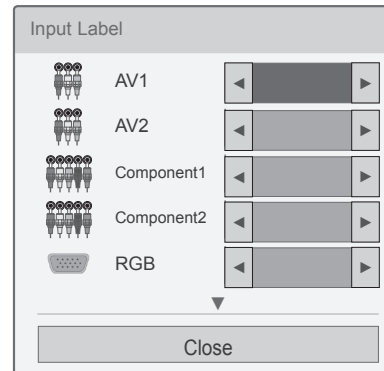 Input Label
AV1
AV2
Component1
Component2
RGB
Close